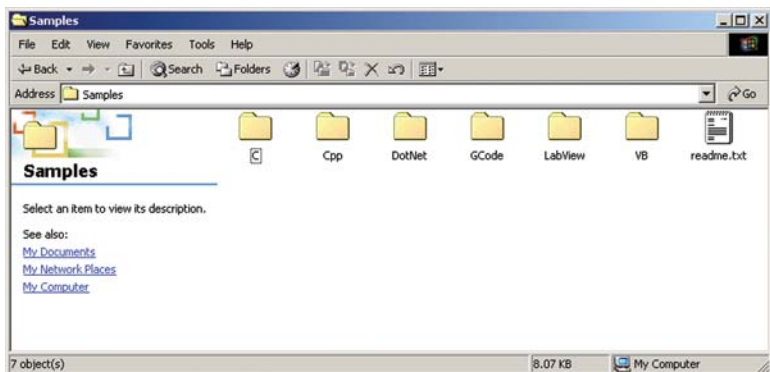 Samples
File Edit View Favorites Tools Help
Back Search Folders
Address Samples Go
C Cpp DotNet GCode LabView VB readme.txt
Samples
Select an item to view its description.
See also:
My Documents
My Network Places
My Computer
7 object(s) 8.07 KB My Computer